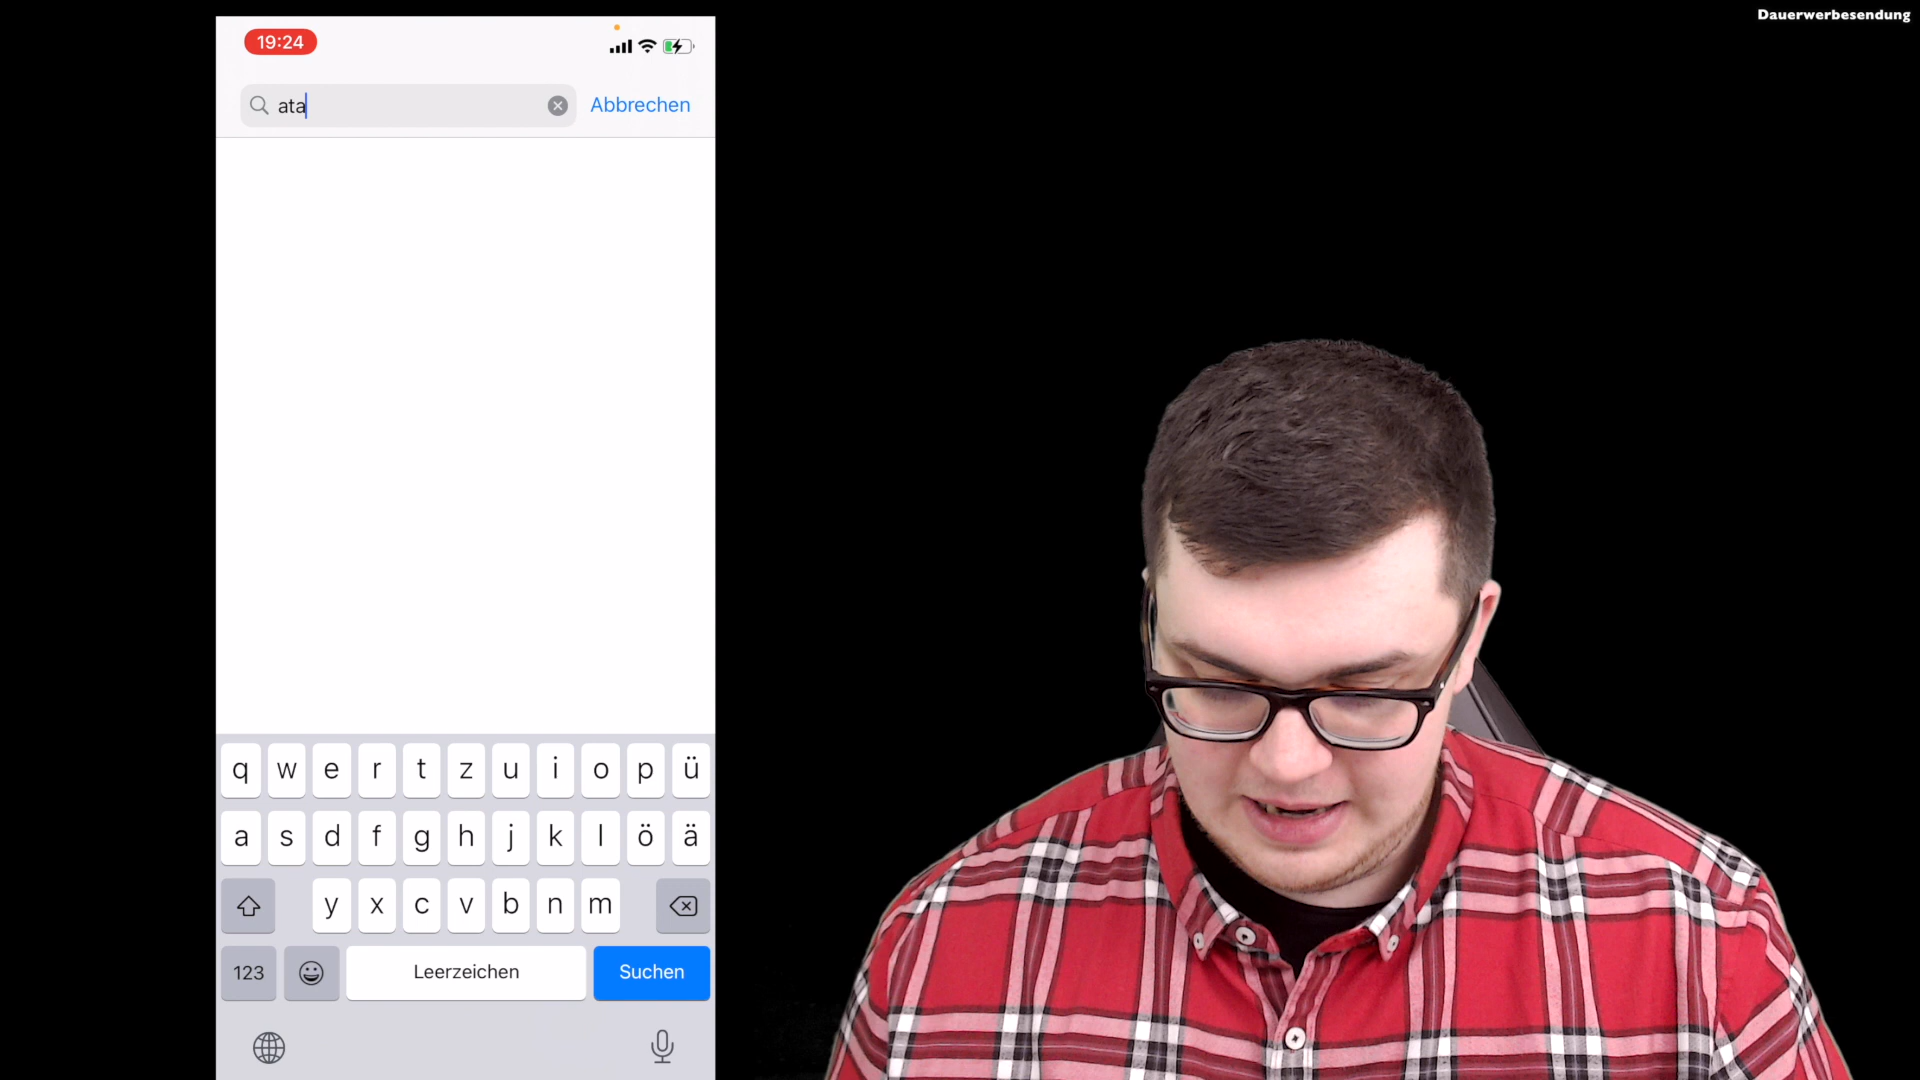 Dauerwerbesendung
19:24
ata
Abbrechen
q w e r t z u i o p ü
a s d f g h j k l ö ä
y x c v b n m
123
Leerzeichen
Suchen